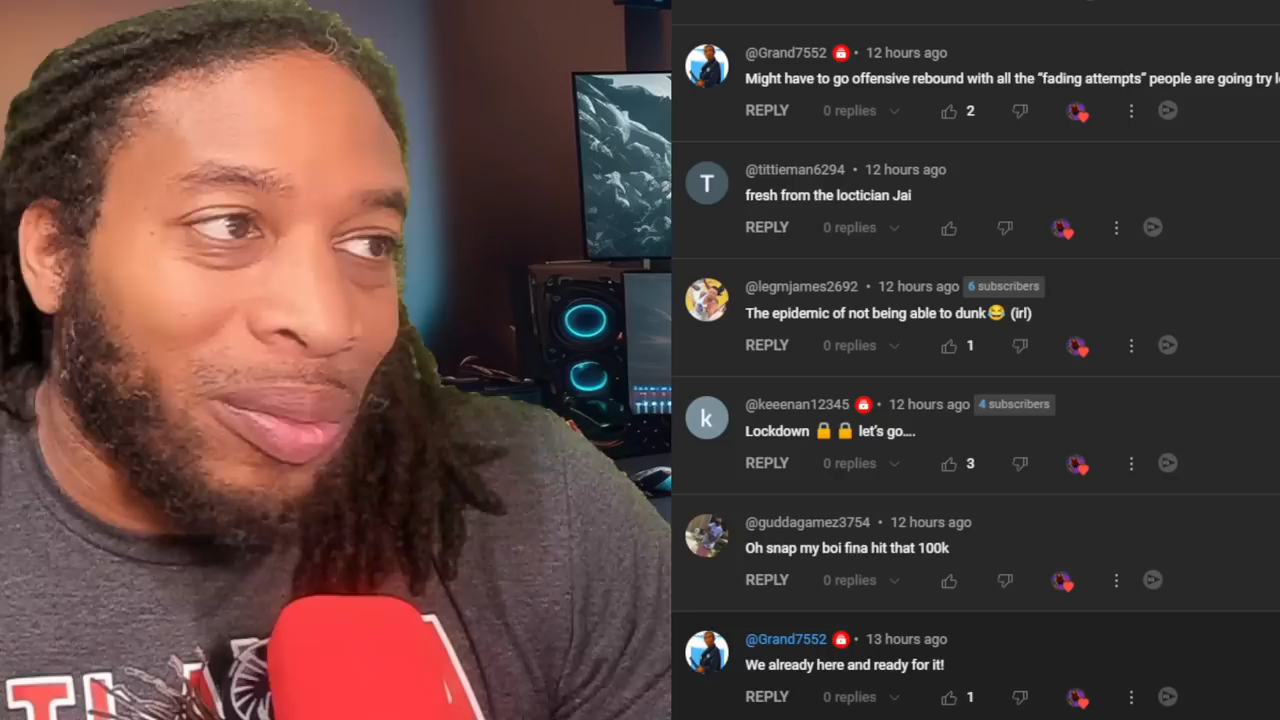 @Grand7552 • 12 hours ago
Might have to go offensive rebound with all the “fading attempts” people are going try
REPLY 0 replies 2
@tittieman6294 • 12 hours ago
fresh from the loctician Jai
REPLY 0 replies
@legmjames2692 • 12 hours ago 6 subscribers
The epidemic of not being able to dunk😂 (irl)
REPLY 0 replies 1
@keeenan12345 • 12 hours ago 4 subscribers
Lockdown 🔒 🔒 let's go....
REPLY 0 replies 3
@guddagamez3754 • 12 hours ago
Oh snap my boi fina hit that 100k
REPLY 0 replies
@Grand7552 • 13 hours ago
We already here and ready for it!
REPLY 0 replies 1